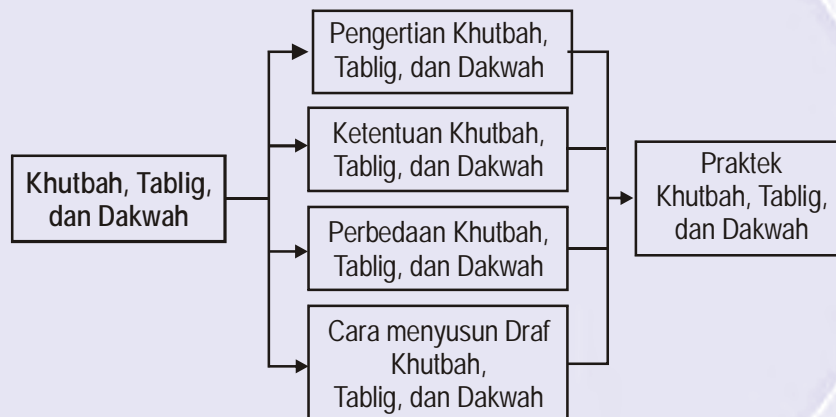 Khutbah, Tablig,
dan Dakwah
Pengertian Khutbah,
Tablig, dan Dakwah
Ketentuan Khutbah,
Tablig, dan Dakwah
Perbedaan Khutbah,
Tablig, dan Dakwah
Cara menyusun Draf
Khutbah,
Tablig, dan Dakwah
Praktek
Khutbah, Tablig,
dan Dakwah